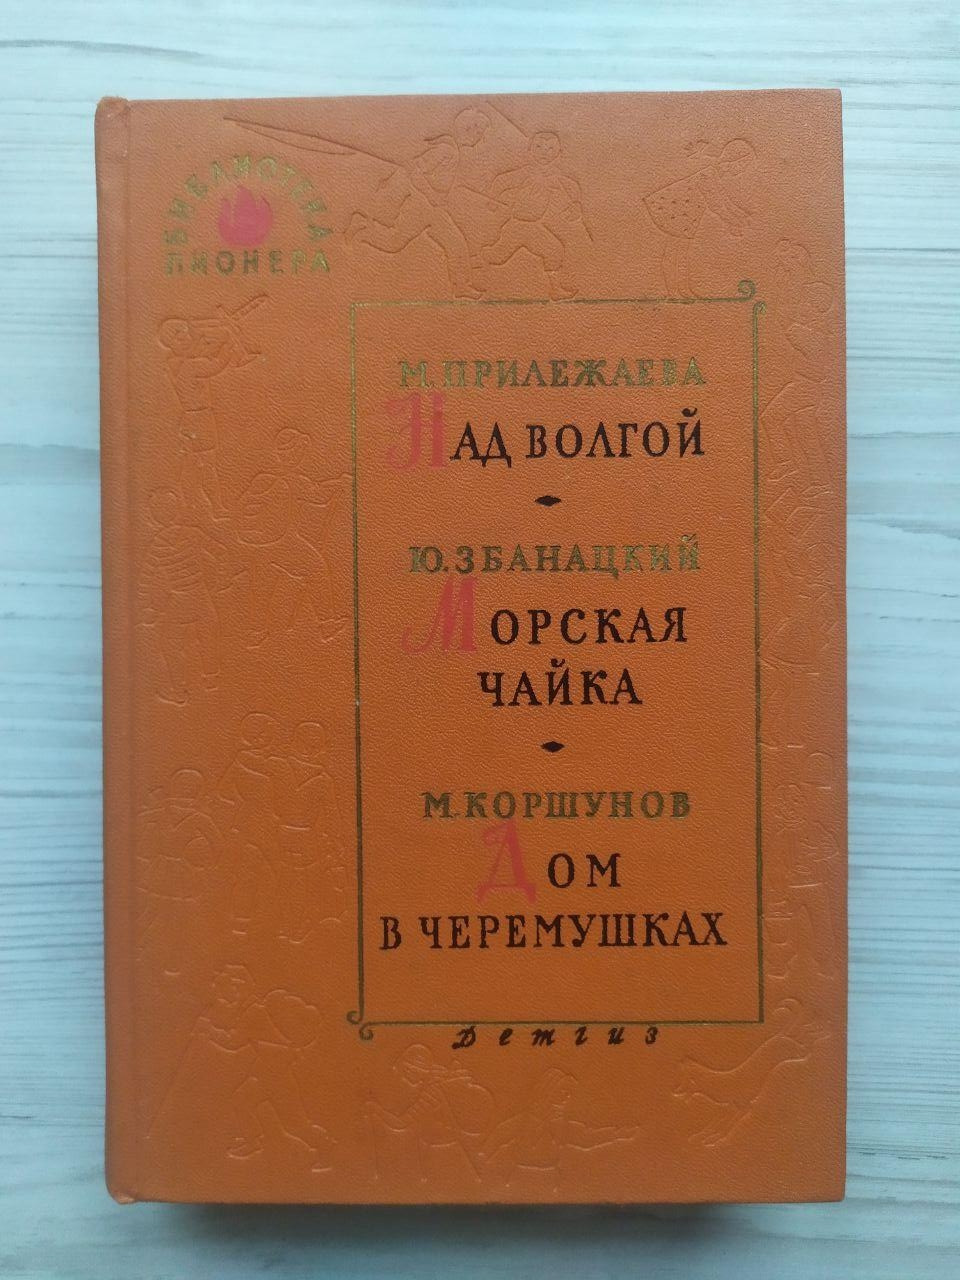 БИБЛИОТЕКА
ПИОНЕРА
М. ПРИЛЕЖАЕВА
НАД ВОЛГОЙ
Ю. ЗБАНАЦКИЙ
МОРСКАЯ
ЧАЙКА
М. КОРШУНОВ
ДОМ
В ЧЕРЕМУШКАХ
Детгиз